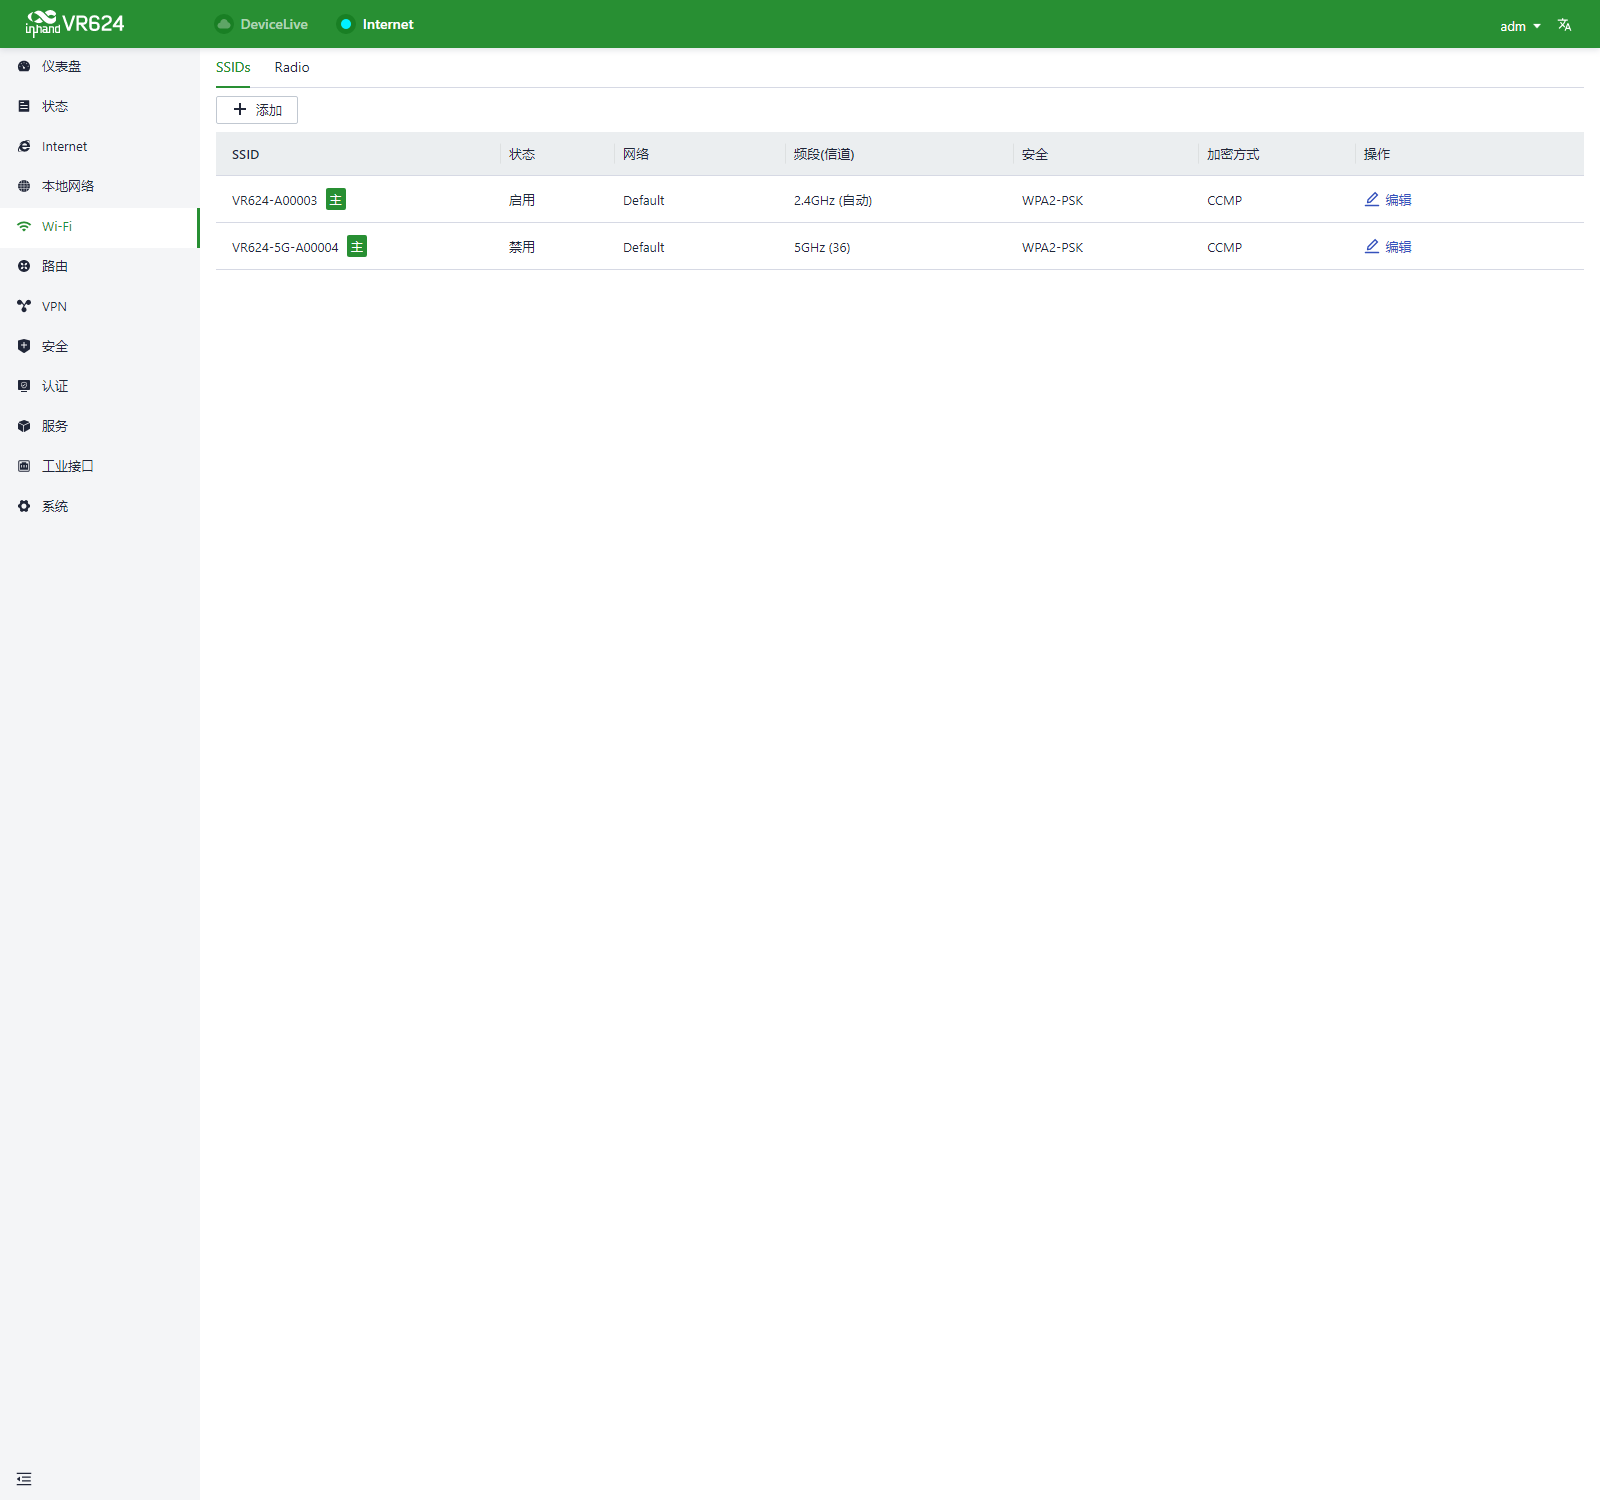 inhand VR624
DeviceLive
Internet
adm
仪表盘
状态
Internet
本地网络
Wi-Fi
路由
VPN
安全
认证
服务
工业接口
系统
SSIDs Radio
添加
SSID 状态 网络 频段(信道) 安全 加密方式 操作
VR624-A00003 主 启用 Default 2.4GHz (自动) WPA2-PSK CCMP 编辑
VR624-5G-A00004 主 禁用 Default 5GHz (36) WPA2-PSK CCMP 编辑